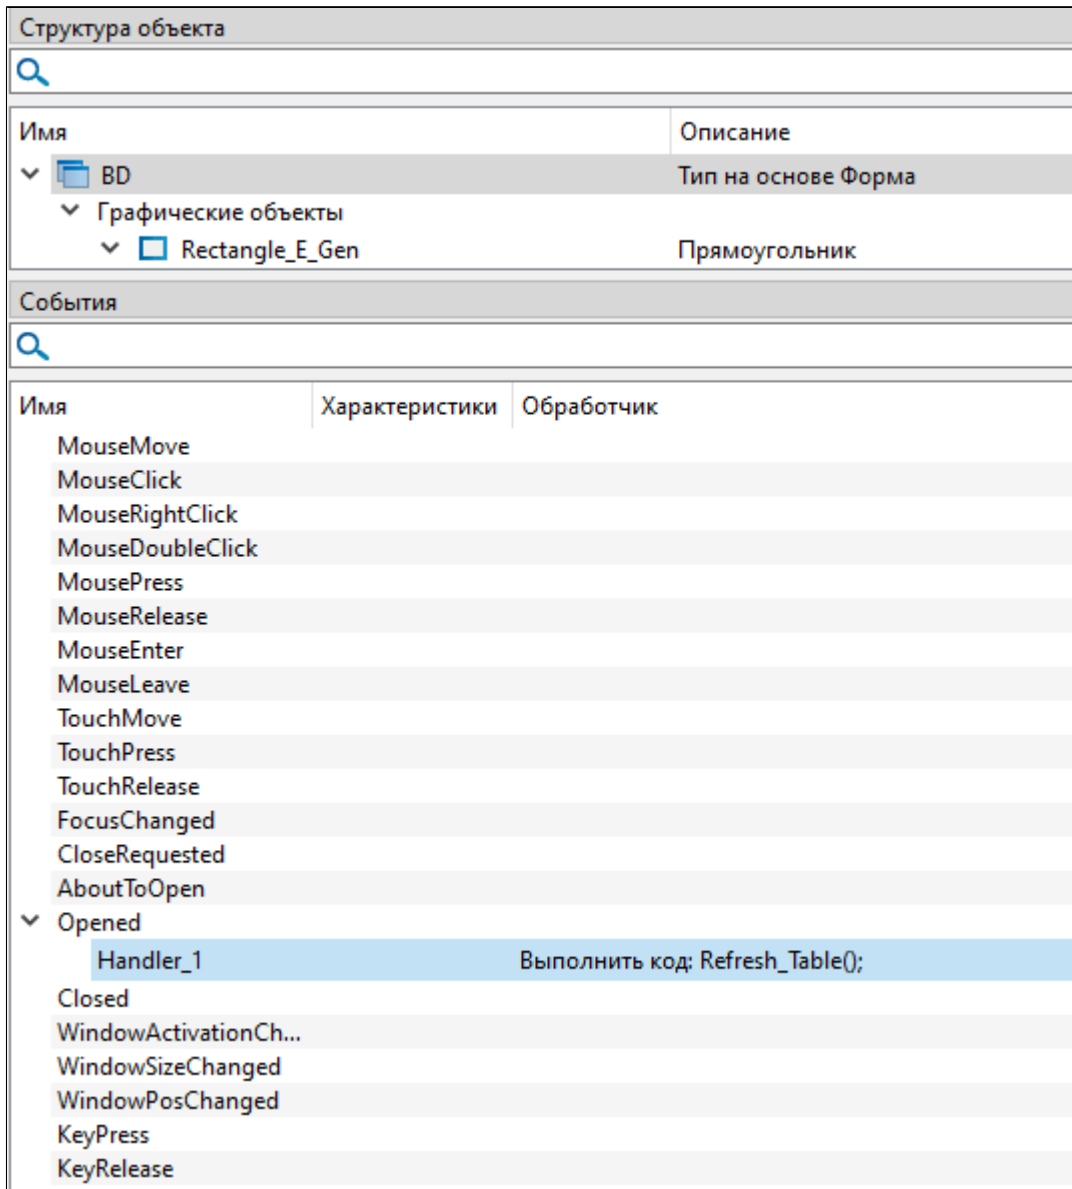 Структура объекта
Имя Описание
BD Тип на основе Форма
Графические объекты
Rectangle_E_Gen Прямоугольник
События
Имя Характеристики Обработчик
MouseMove
MouseClick
MouseRightClick
MouseDoubleClick
MousePress
MouseRelease
MouseEnter
MouseLeave
TouchMove
TouchPress
TouchRelease
FocusChanged
CloseRequested
AboutToOpen
Opened
Handler_1 Выполнить код: Refresh_Table();
Closed
WindowActivationCh...
WindowSizeChanged
WindowPosChanged
KeyPress
KeyRelease